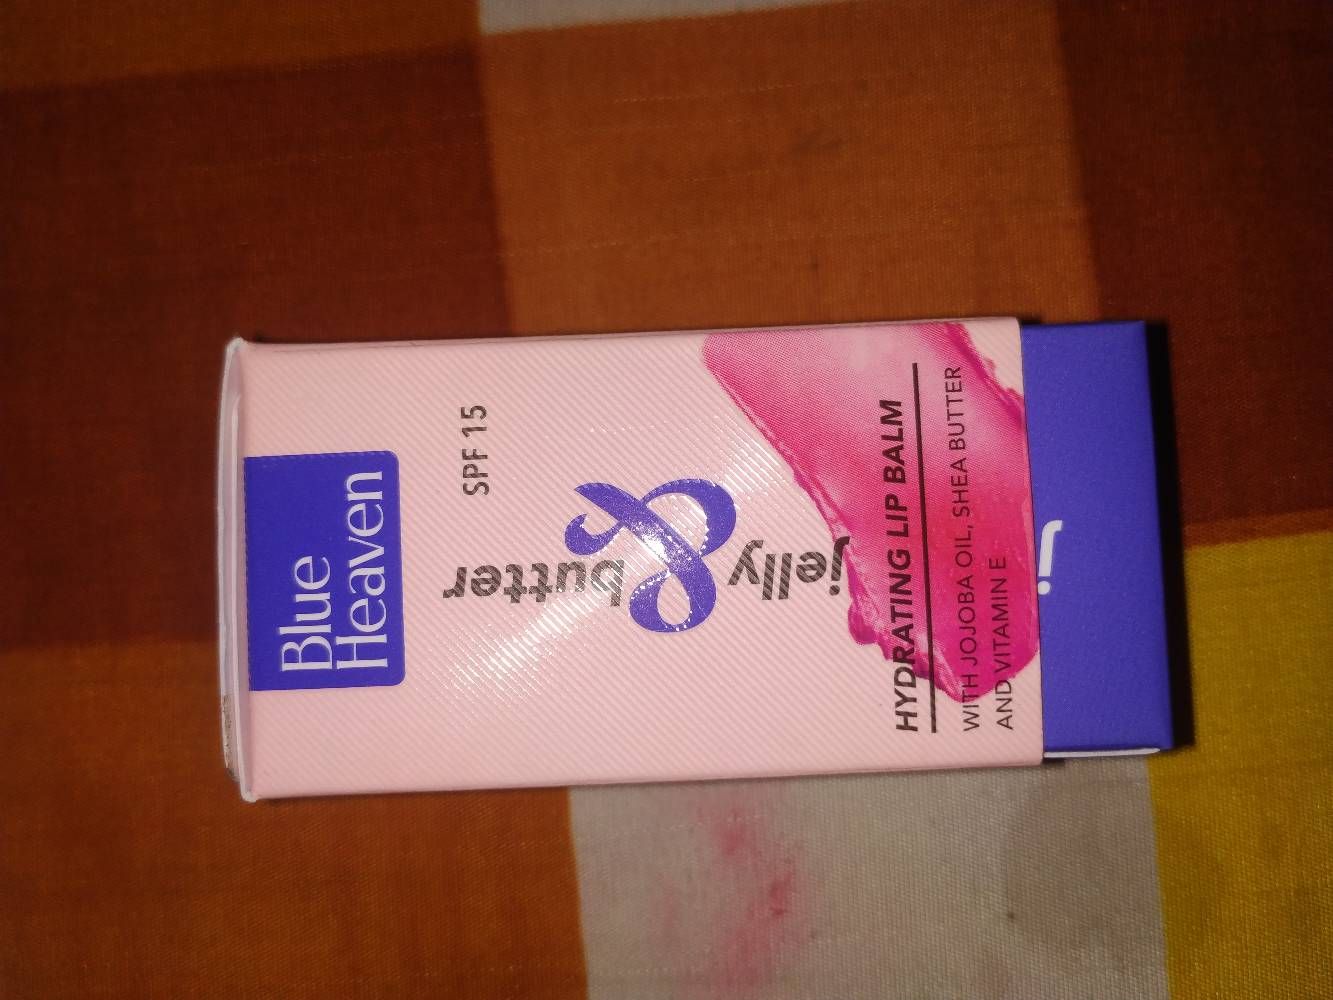 Blue
Heaven
SPF 15
jelly
&
butter
HYDRATING LIP BALM
WITH JOJOBA OIL, SHEA BUTTER
AND VITAMIN E